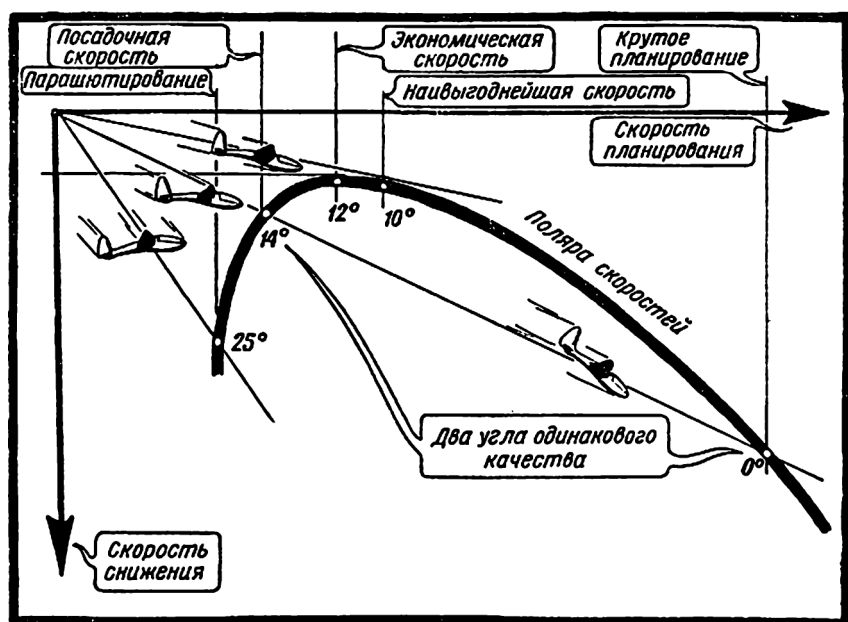 Посадочная
скорость
Парашютирование
Экономическая
скорость
Наивыгоднейшая скорость
Крутое
планирование
Скорость
планирования
12°
10°
14°
25°
Поляра скоростей
Два угла одинакового
качества
0°
Скорость
снижения